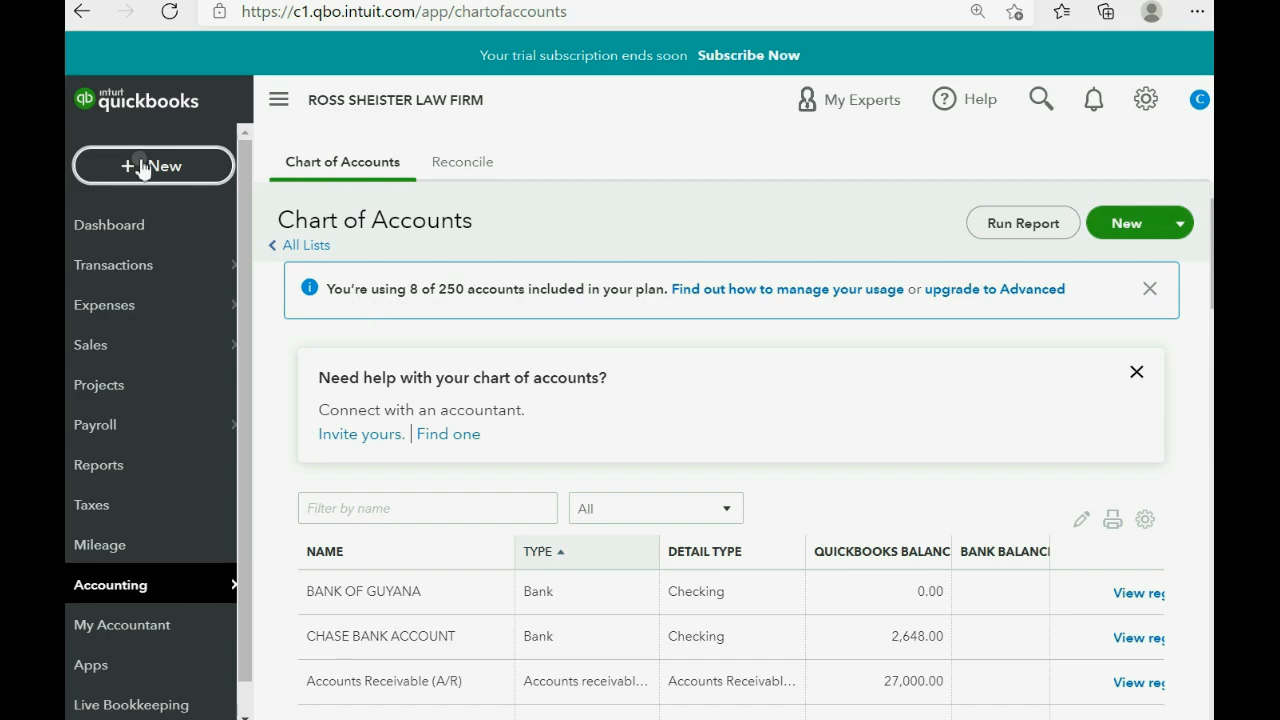 https://c1.qbo.intuit.com/app/chartofaccounts
Your trial subscription ends soon Subscribe Now
qb intuit quickbooks
ROSS SHEISTER LAW FIRM
My Experts
? Help
C
+ New
Chart of Accounts
Reconcile
Chart of Accounts
All Lists
Run Report
New
You're using 8 of 250 accounts included in your plan. Find out how to manage your usage or upgrade to Advanced
Need help with your chart of accounts?
Connect with an accountant.
Invite yours. | Find one
Dashboard
Transactions
Expenses
Sales
Projects
Payroll
Reports
Taxes
Mileage
Accounting
My Accountant
Apps
Live Bookkeeping
Filter by name
All
NAME TYPE DETAIL TYPE QUICKBOOKS BALANC BANK BALANC
BANK OF GUYANA Bank Checking 0.00 View reg
CHASE BANK ACCOUNT Bank Checking 2,648.00 View reg
Accounts Receivable (A/R) Accounts receivabl... Accounts Receivabl... 27,000.00 View reg